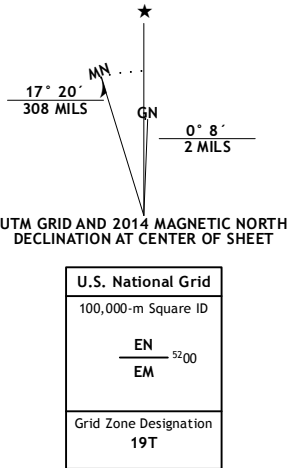 MN
17° 20´
308 MILS
GN
0° 8´
2 MILS
UTM GRID AND 2014 MAGNETIC NORTH
DECLINATION AT CENTER OF SHEET
U.S. National Grid
100,000-m Square ID
EN
5200
EM
Grid Zone Designation
19T